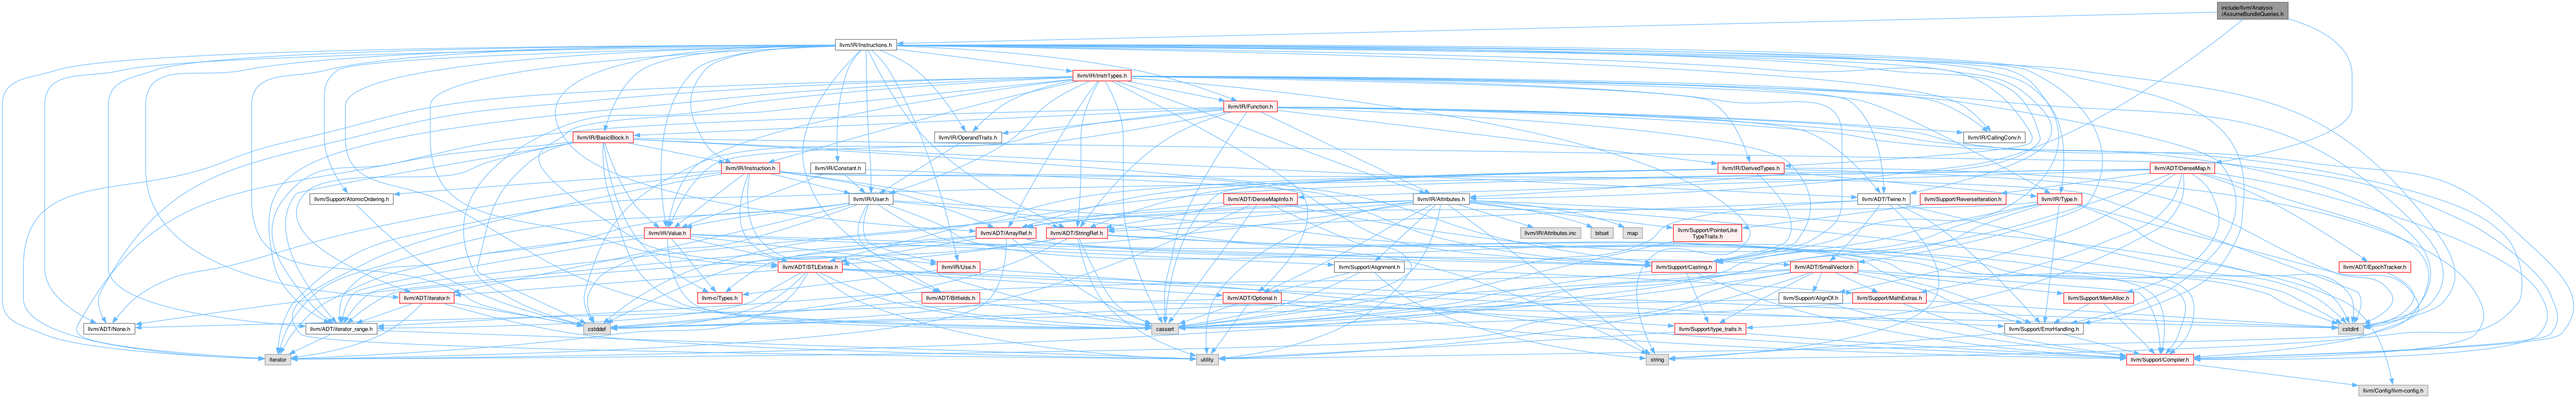 include/llvm/Analysis
/AssumeBundleQueries.h
llvm/IR/Instructions.h
llvm/IR/InstrTypes.h
llvm/IR/Function.h
llvm/IR/BasicBlock.h
llvm/IR/OperandTraits.h
llvm/IR/CallingConv.h
llvm/IR/Instruction.h
llvm/IR/Constant.h
llvm/IR/DerivedTypes.h
llvm/ADT/DenseMap.h
llvm/Support/AtomicOrdering.h
llvm/IR/User.h
llvm/ADT/DenseMapInfo.h
llvm/IR/Attributes.h
llvm/ADT/Twine.h
llvm/Support/ReverseIteration.h
llvm/IR/Type.h
llvm/IR/Value.h
llvm/ADT/ArrayRef.h
llvm/ADT/StringRef.h
llvm/IR/Attributes.inc
bitset
map
llvm/Support/PointerLike
TypeTraits.h
llvm/ADT/STLExtras.h
llvm/IR/Use.h
llvm/Support/Alignment.h
llvm/Support/Casting.h
llvm/ADT/SmallVector.h
llvm/ADT/EpochTracker.h
llvm/ADT/iterator.h
llvm-c/Types.h
llvm/ADT/Bitfields.h
llvm/ADT/Optional.h
llvm/Support/AlignOf.h
llvm/Support/MathExtras.h
llvm/Support/MemAlloc.h
llvm/ADT/None.h
llvm/ADT/iterator_range.h
cstddef
cassert
llvm/Support/type_traits.h
llvm/Support/ErrorHandling.h
cstdint
iterator
utility
string
llvm/Support/Compiler.h
llvm/Config/llvm-config.h